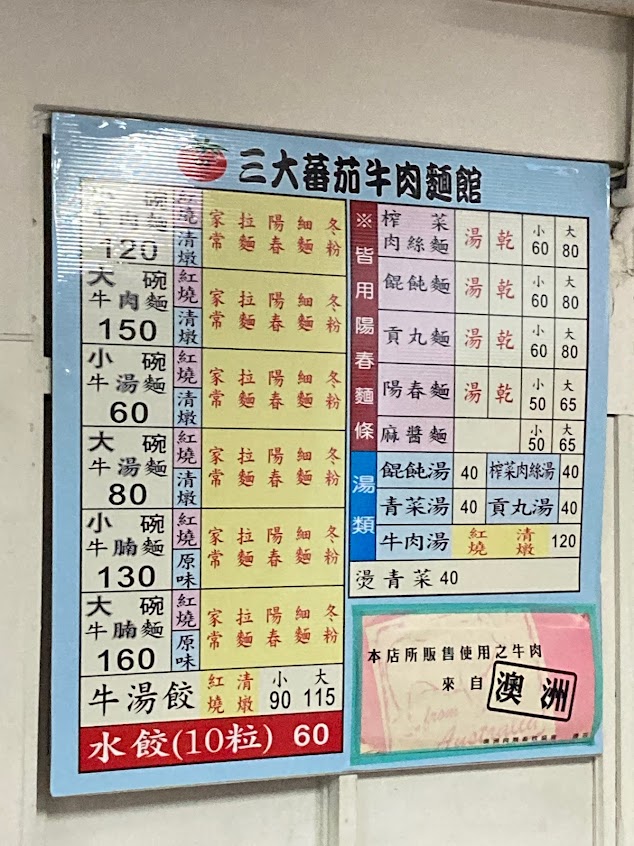 三大蕃茄牛肉麵館
小碗牛肉麵 120 紅燒 清燉 家常 拉麵 陽春 細麵 冬粉
大碗牛肉麵 150 紅燒 清燉 家常 拉麵 陽春 細麵 冬粉
小碗牛湯麵 60 紅燒 清燉 家常 拉麵 陽春 細麵 冬粉
大碗牛湯麵 80 紅燒 清燉 家常 拉麵 陽春 細麵 冬粉
小碗牛腩麵 130 紅燒 原味 家常 拉麵 陽春 細麵 冬粉
大碗牛腩麵 160 紅燒 原味 家常 拉麵 陽春 細麵 冬粉
牛湯餃 紅燒 清燉 小 90 大 115
水餃(10粒) 60
※皆用陽春麵條
榨菜肉絲麵 湯 乾 小 60 大 80
餛飩麵 湯 乾 小 60 大 80
貢丸麵 湯 乾 小 60 大 80
陽春麵 湯 乾 小 50 大 65
麻醬麵 小 50 大 65
湯類
餛飩湯 40 榨菜肉絲湯 40
青菜湯 40 貢丸湯 40
牛肉湯 紅燒 清燉 120
燙青菜 40
本店所販售使用之牛肉
來自 澳洲
from
Australia